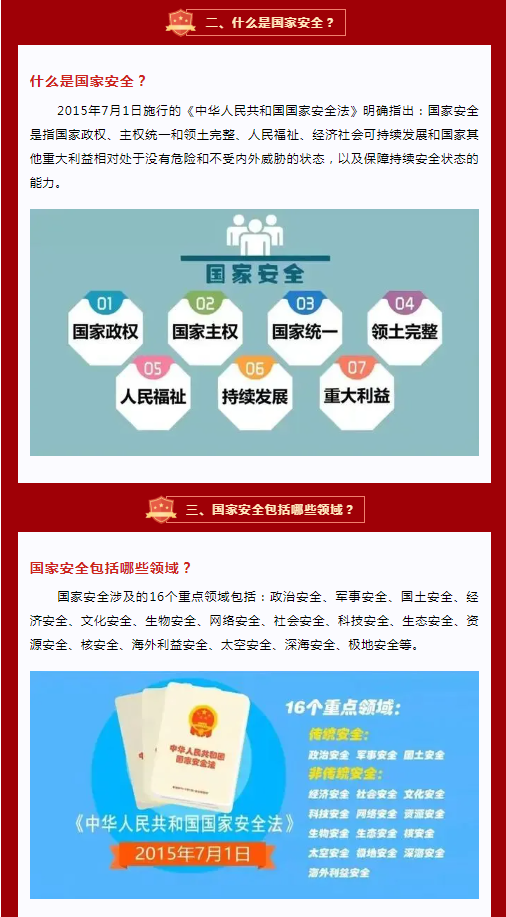 二、什么是国家安全？
什么是国家安全？
2015年7月1日施行的《中华人民共和国国家安全法》明确指出：国家安全
是指国家政权、主权统一和领土完整、人民福祉、经济社会可持续发展和国家其
他重大利益相对处于没有危险和不受内外威胁的状态，以及保障持续安全状态的
能力。
国家安全
01 02 03 04
国家政权 国家主权 国家统一 领土完整
05 06 07
人民福祉 持续发展 重大利益
三、国家安全包括哪些领域？
国家安全包括哪些领域？
国家安全涉及的16个重点领域包括：政治安全、军事安全、国土安全、经
济安全、文化安全、生物安全、网络安全、社会安全、科技安全、生态安全、资
源安全、核安全、海外利益安全、太空安全、深海安全、极地安全等。
中华人民共和国
国家安全法
《中华人民共和国国家安全法》
2015年7月1日
16个重点领域：
传统安全：
政治安全 军事安全 国土安全
非传统安全：
经济安全 社会安全 文化安全
科技安全 网络安全 资源安全
生物安全 生态安全 核安全
太空安全 极地安全 深海安全
海外利益安全